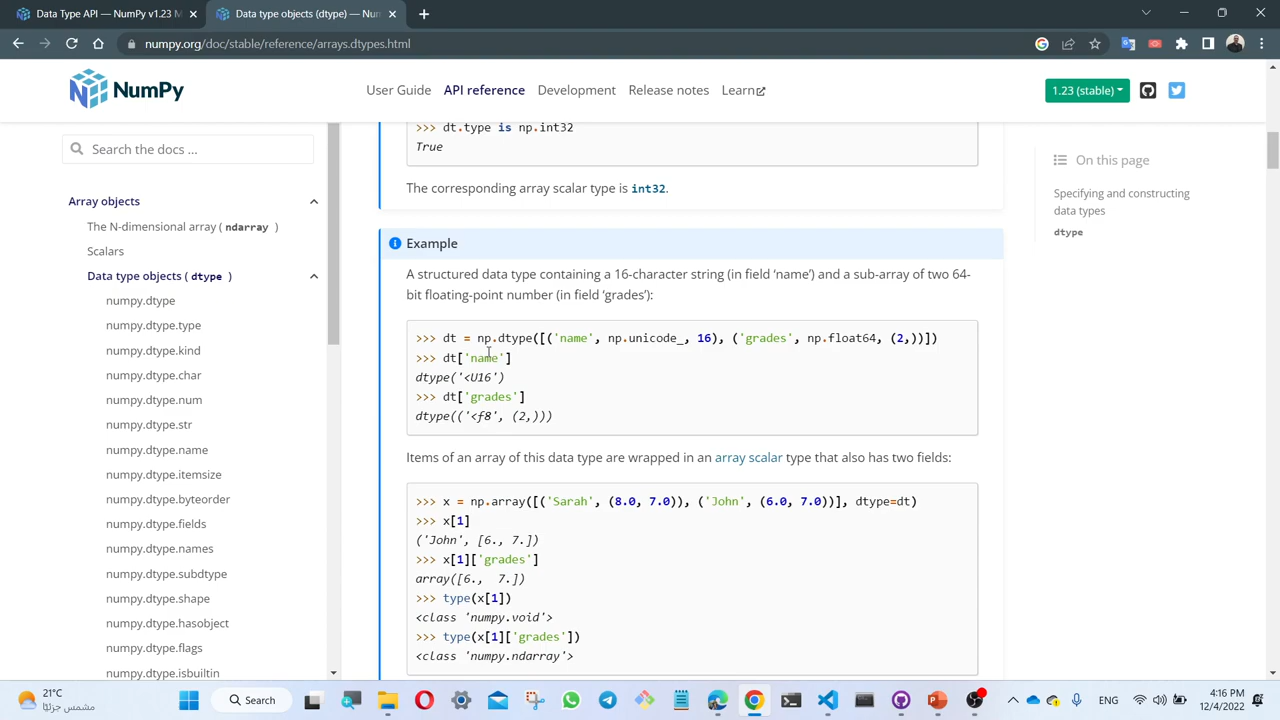 Data Type API — NumPy v1.23 M
Data type objects (dtype) — Num
numpy.org/doc/stable/reference/arrays.dtypes.html
NumPy
User Guide
API reference
Development
Release notes
Learn
1.23 (stable)
Search the docs ...
Array objects
The N-dimensional array ( ndarray )
Scalars
Data type objects ( dtype )
numpy.dtype
numpy.dtype.type
numpy.dtype.kind
numpy.dtype.char
numpy.dtype.num
numpy.dtype.str
numpy.dtype.name
numpy.dtype.itemsize
numpy.dtype.byteorder
numpy.dtype.fields
numpy.dtype.names
numpy.dtype.subdtype
numpy.dtype.shape
numpy.dtype.hasobject
numpy.dtype.flags
numpy.dtype.isbuiltin
>>> dt.type is np.int32
True
The corresponding array scalar type is int32.
Example
A structured data type containing a 16-character string (in field ‘name’) and a sub-array of two 64-
bit floating-point number (in field ‘grades’):
>>> dt = np.dtype([('name', np.unicode_, 16), ('grades', np.float64, (2,))])
>>> dt['name']
dtype('<U16')
>>> dt['grades']
dtype(('<f8', (2,)))
Items of an array of this data type are wrapped in an array scalar type that also has two fields:
>>> x = np.array([('Sarah', (8.0, 7.0)), ('John', (6.0, 7.0))], dtype=dt)
>>> x[1]
('John', [6., 7.])
>>> x[1]['grades']
array([6.,  7.])
>>> type(x[1])
<class 'numpy.void'>
>>> type(x[1]['grades'])
<class 'numpy.ndarray'>
On this page
Specifying and constructing
data types
dtype
21°C
مشمس جزئيًا
Search
ENG
4:16 PM
12/4/2022